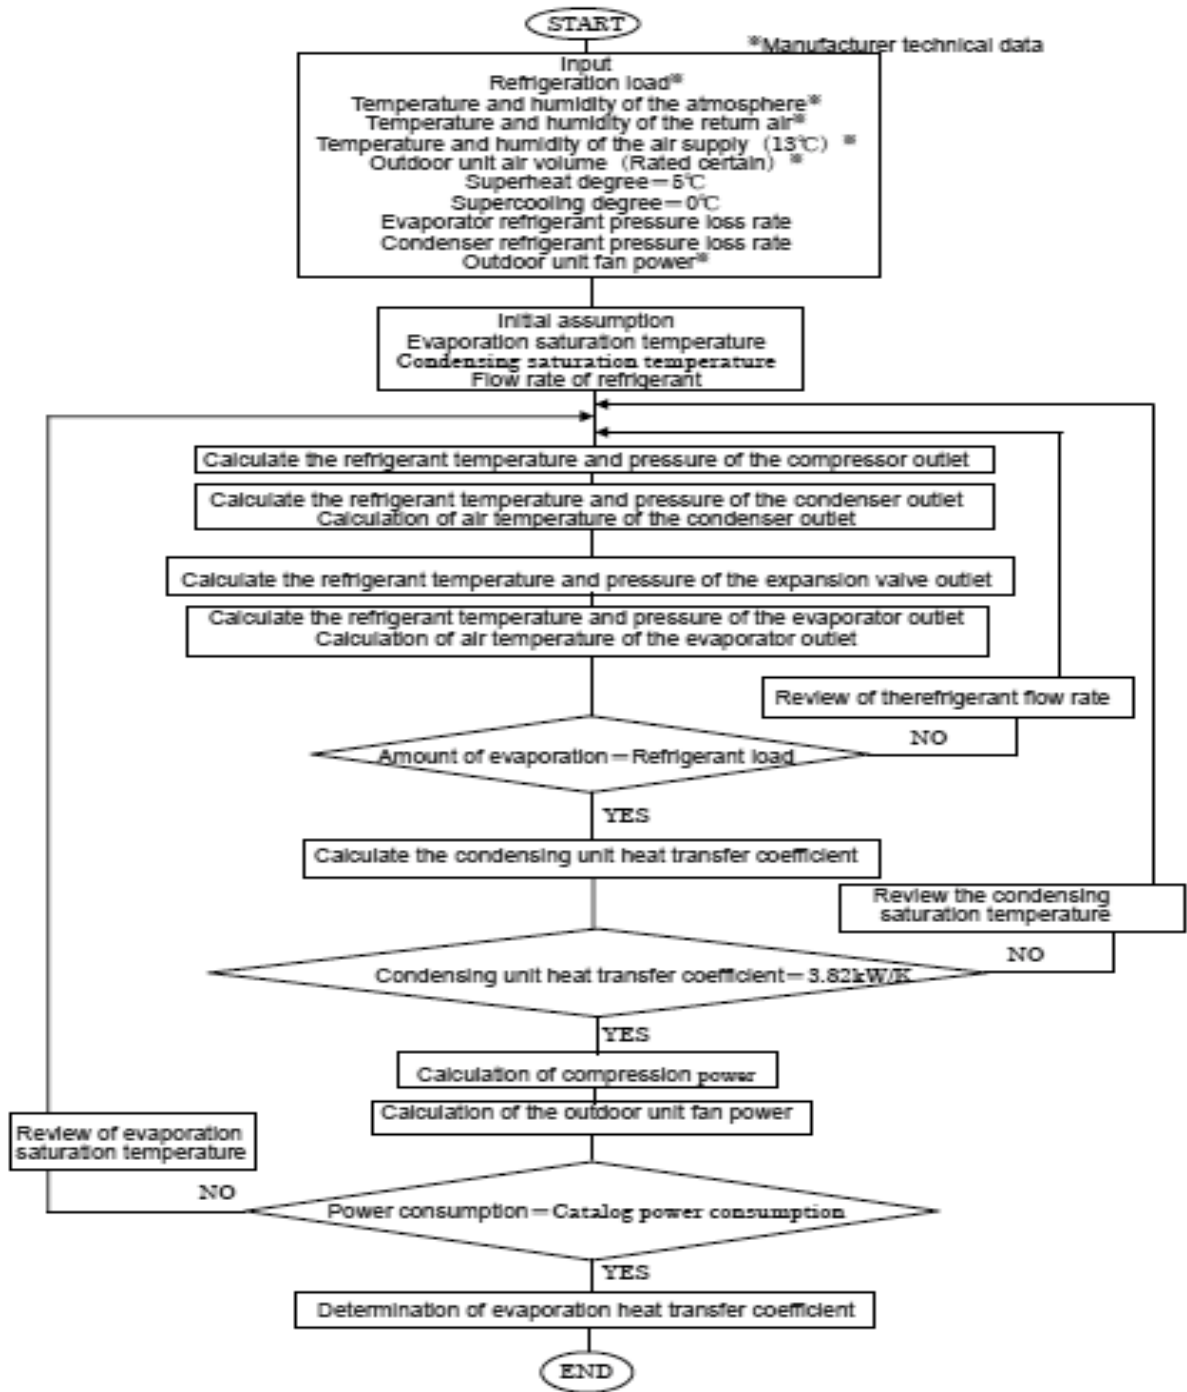 START
※Manufacturer technical data
Input
Refrigeration load※
Temperature and humidity of the atmosphere※
Temperature and humidity of the return air※
Temperature and humidity of the air supply (13℃) ※
Outdoor unit air volume (Rated certain) ※
Superheat degree=5℃
Supercooling degree=0℃
Evaporator refrigerant pressure loss rate
Condenser refrigerant pressure loss rate
Outdoor unit fan power※
Initial assumption
Evaporation saturation temperature
Condensing saturation temperature
Flow rate of refrigerant
Calculate the refrigerant temperature and pressure of the compressor outlet
Calculate the refrigerant temperature and pressure of the condenser outlet
Calculation of air temperature of the condenser outlet
Calculate the refrigerant temperature and pressure of the expansion valve outlet
Calculate the refrigerant temperature and pressure of the evaporator outlet
Calculation of air temperature of the evaporator outlet
Review of therefrigerant flow rate
NO
Amount of evaporation=Refrigerant load
YES
Calculate the condensing unit heat transfer coefficient
Review the condensing
saturation temperature
NO
Condensing unit heat transfer coefficient=3.82kW/K
YES
Calculation of compression power
Calculation of the outdoor unit fan power
Review of evaporation
saturation temperature
NO
Power consumption=Catalog power consumption
YES
Determination of evaporation heat transfer coefficient
END